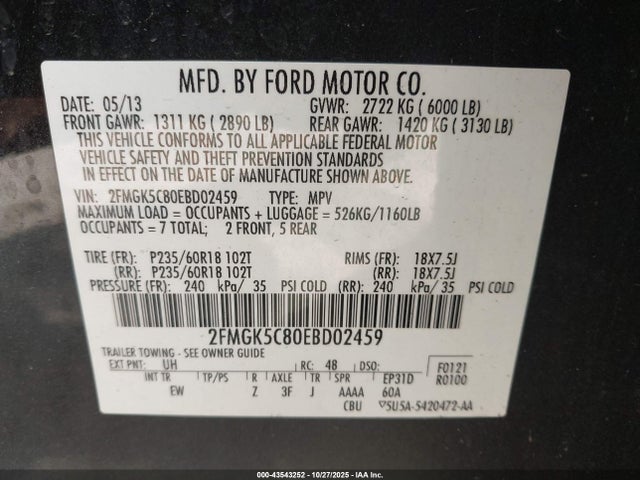 MFD. BY FORD MOTOR CO.
DATE: 05/13 GVWR: 2722 KG ( 6000 LB)
FRONT GAWR: 1311 KG ( 2890 LB) REAR GAWR: 1420 KG ( 3130 LB)
THIS VEHICLE CONFORMS TO ALL APPLICABLE FEDERAL MOTOR
VEHICLE SAFETY AND THEFT PREVENTION STANDARDS
IN EFFECT ON THE DATE OF MANUFACTURE SHOWN ABOVE.
VIN: 2FMGK5C80EBD02459 TYPE: MPV
MAXIMUM LOAD = OCCUPANTS + LUGGAGE = 526KG/1160LB
OCCUPANTS = 7 TOTAL; 2 FRONT, 5 REAR
TIRE (FR): P235/60R18 102T RIMS (FR): 18X7.5J
(RR): P235/60R18 102T (RR): 18X7.5J
PRESSURE (FR): 240 kPa/ 35 PSI COLD (RR): 240 kPa/ 35 PSI COLD
2FMGK5C80EBD02459
TRAILER TOWING - SEE OWNER GUIDE
EXT PNT: UH RC: 48 DSO: F0121
INT TR TP/PS R AXLE TR SPR EP31D R0100
EW Z 3F J AAAA 60A
CBU 5U5A-5420472-AA
000-43543252 | 10/27/2025 | IAA Inc.